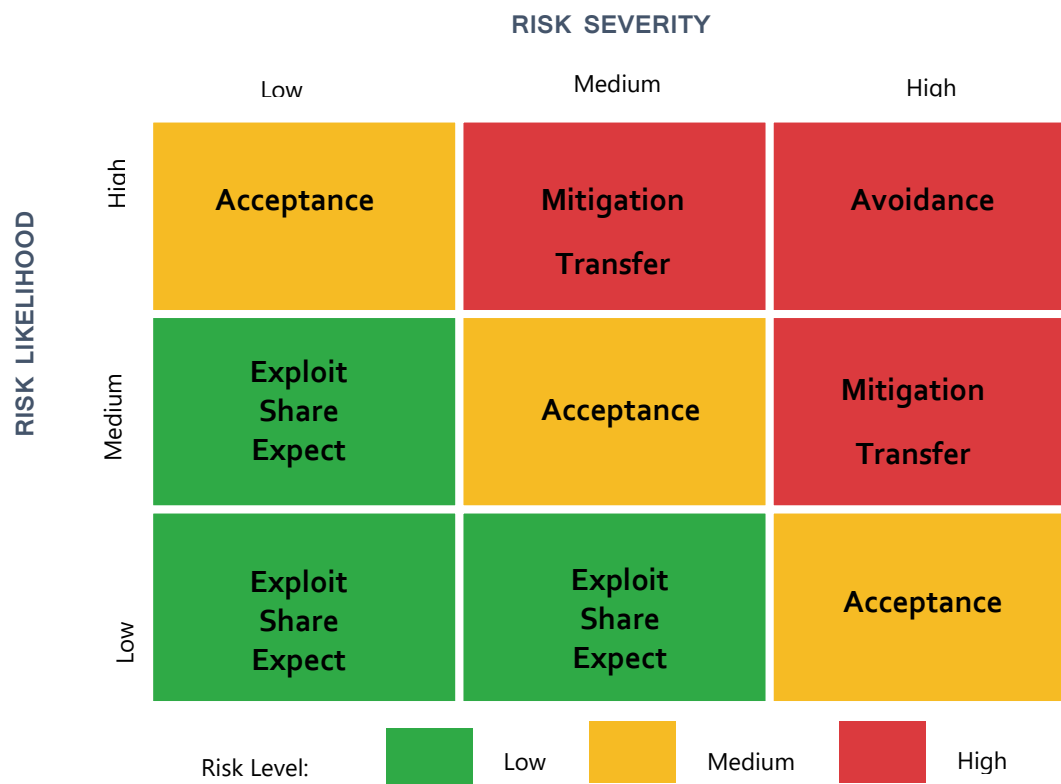 RISK SEVERITY
Low
Medium
High
RISK LIKELIHOOD
High
Acceptance
Mitigation
Transfer
Avoidance
Medium
Exploit
Share
Expect
Acceptance
Mitigation
Transfer
Low
Exploit
Share
Expect
Exploit
Share
Expect
Acceptance
Risk Level:
Low
Medium
High